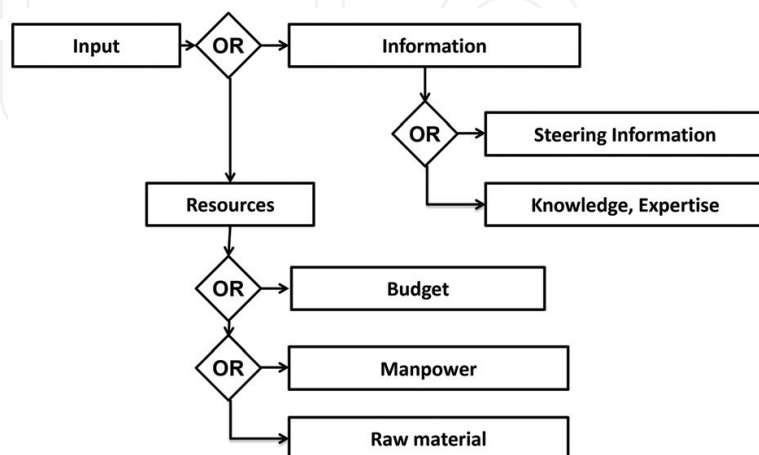 Input
OR
Information
OR
Steering Information
Knowledge, Expertise
Resources
OR
Budget
OR
Manpower
Raw material